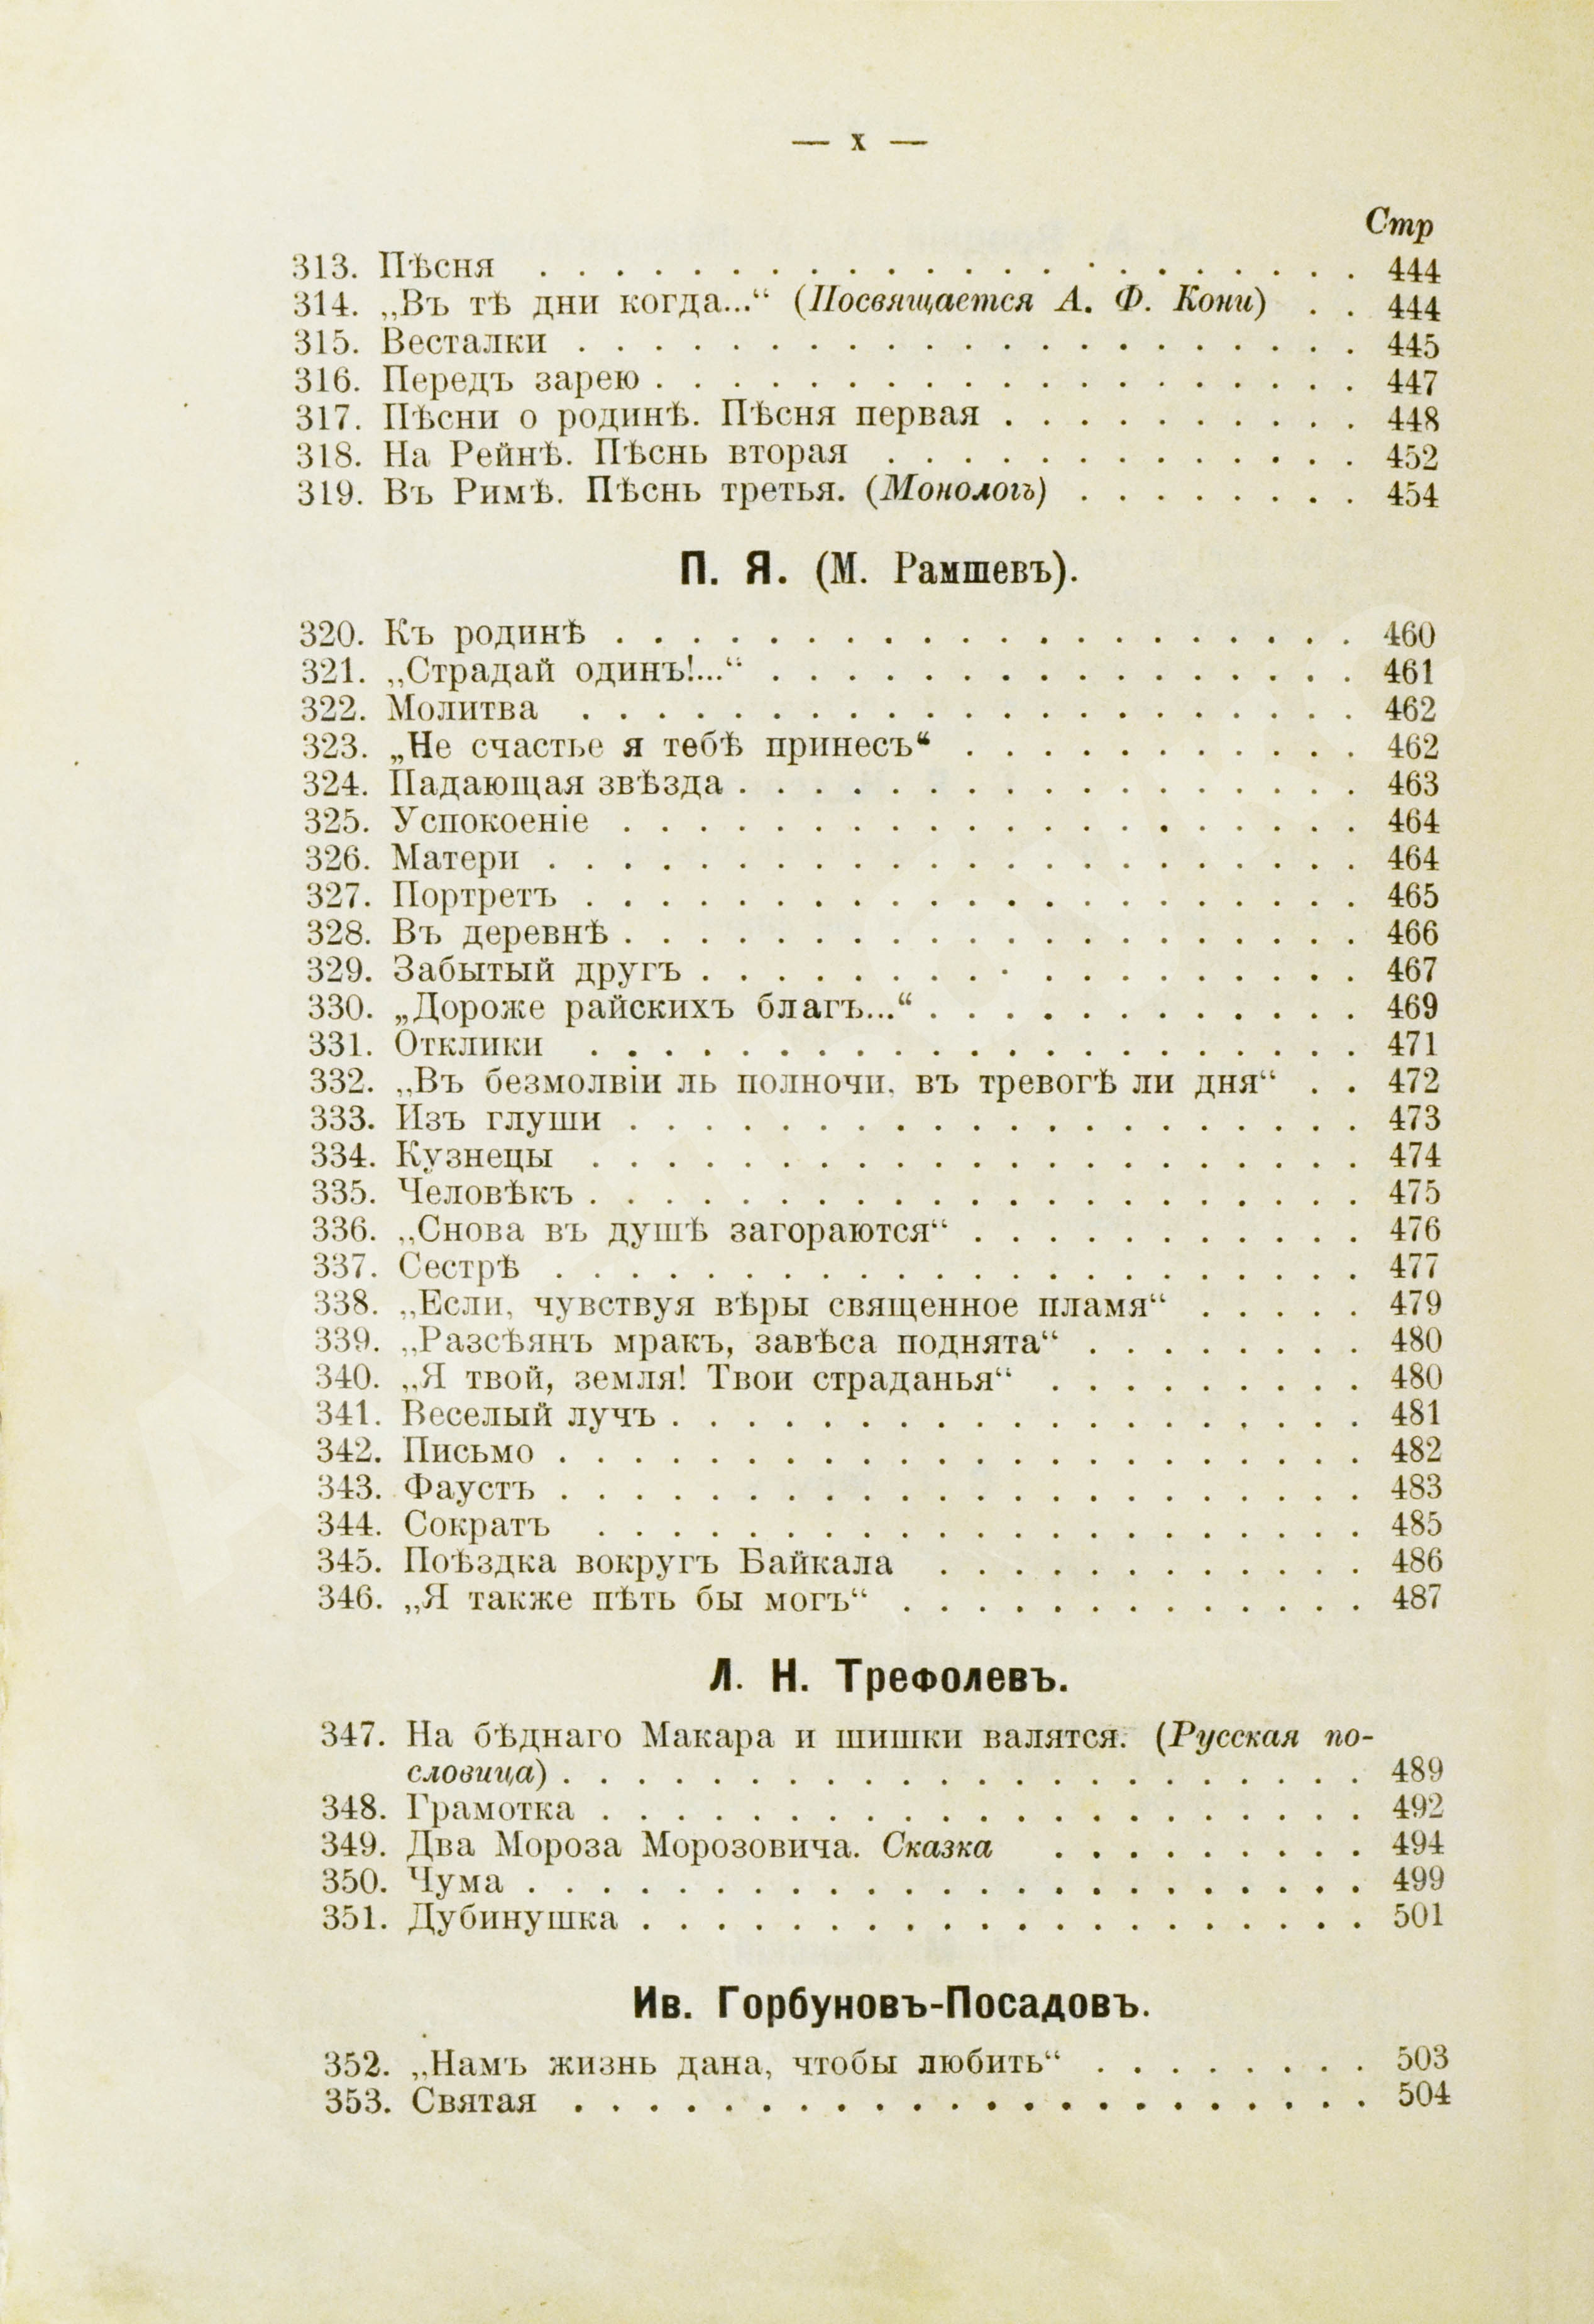 — x —
Стр
313. Пѣсня . . . . . . . . . . . . . . . . . . . . . . 444
314. „Въ тѣ дни когда...“ (Посвящается А. Ф. Кони) . . 444
315. Весталки . . . . . . . . . . . . . . . . . . . . . 445
316. Передъ зарею . . . . . . . . . . . . . . . . . . . 447
317. Пѣсни о родинѣ. Пѣсня первая . . . . . . . . . . 448
318. На Рейнѣ. Пѣснь вторая . . . . . . . . . . . . . 452
319. Въ Римѣ. Пѣснь третья. (Монологъ) . . . . . . . . 454
П. Я. (М. Рамшевъ).
320. Къ родинѣ . . . . . . . . . . . . . . . . . . . . 460
321. „Страдай одинъ!...“ . . . . . . . . . . . . . . . . 461
322. Молитва . . . . . . . . . . . . . . . . . . . . . 462
323. „Не счастье я тебѣ принесъ“ . . . . . . . . . . . 462
324. Падающая звѣзда . . . . . . . . . . . . . . . . . 463
325. Успокоеніе . . . . . . . . . . . . . . . . . . . . 464
326. Матери . . . . . . . . . . . . . . . . . . . . . . 464
327. Портретъ . . . . . . . . . . . . . . . . . . . . . 465
328. Въ деревнѣ . . . . . . . . . . . . . . . . . . . . 466
329. Забытый другъ . . . . . . . . . . . . . . . . . . 467
330. „Дороже райскихъ благъ...“ . . . . . . . . . . . . 469
331. Отклики . . . . . . . . . . . . . . . . . . . . . 471
332. „Въ безмолвіи ль полночи, въ тревогѣ ли дня“ . . 472
333. Изъ глуши . . . . . . . . . . . . . . . . . . . . 473
334. Кузнецы . . . . . . . . . . . . . . . . . . . . . 474
335. Человѣкъ . . . . . . . . . . . . . . . . . . . . . 475
336. „Снова въ душѣ загораются“ . . . . . . . . . . . 476
337. Сестрѣ . . . . . . . . . . . . . . . . . . . . . . 477
338. „Если, чувствуя вѣры священное пламя“ . . . . . 479
339. „Разсѣянъ мракъ, завѣса поднята“ . . . . . . . . 480
340. „Я твой, земля! Твои страданья“ . . . . . . . . . 480
341. Веселый лучъ . . . . . . . . . . . . . . . . . . . 481
342. Письмо . . . . . . . . . . . . . . . . . . . . . . 482
343. Фаустъ . . . . . . . . . . . . . . . . . . . . . . 483
344. Сократъ . . . . . . . . . . . . . . . . . . . . . 485
345. Поѣздка вокругъ Байкала . . . . . . . . . . . . 486
346. „Я также пѣть бы могъ“ . . . . . . . . . . . . . 487
Л. Н. Трефолевъ.
347. На бѣднаго Макара и шишки валятся. (Русская по-
словица) . . . . . . . . . . . . . . . . . . . . . . 489
348. Грамотка . . . . . . . . . . . . . . . . . . . . . 492
349. Два Мороза Морозовича. Сказка . . . . . . . . . 494
350. Чума . . . . . . . . . . . . . . . . . . . . . . . 499
351. Дубинушка . . . . . . . . . . . . . . . . . . . . 501
Ив. Горбуновъ-Посадовъ.
352. „Намъ жизнь дана, чтобы любить“ . . . . . . . . 503
353. Святая . . . . . . . . . . . . . . . . . . . . . . 504